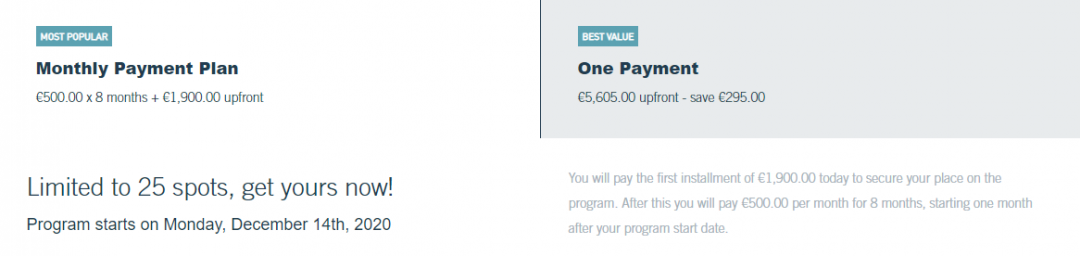 MOST POPULAR
Monthly Payment Plan
€500.00 x 8 months + €1,900.00 upfront
BEST VALUE
One Payment
€5,605.00 upfront - save €295.00
Limited to 25 spots, get yours now!
Program starts on Monday, December 14th, 2020
You will pay the first installment of €1,900.00 today to secure your place on the
program. After this you will pay €500.00 per month for 8 months, starting one month
after your program start date.